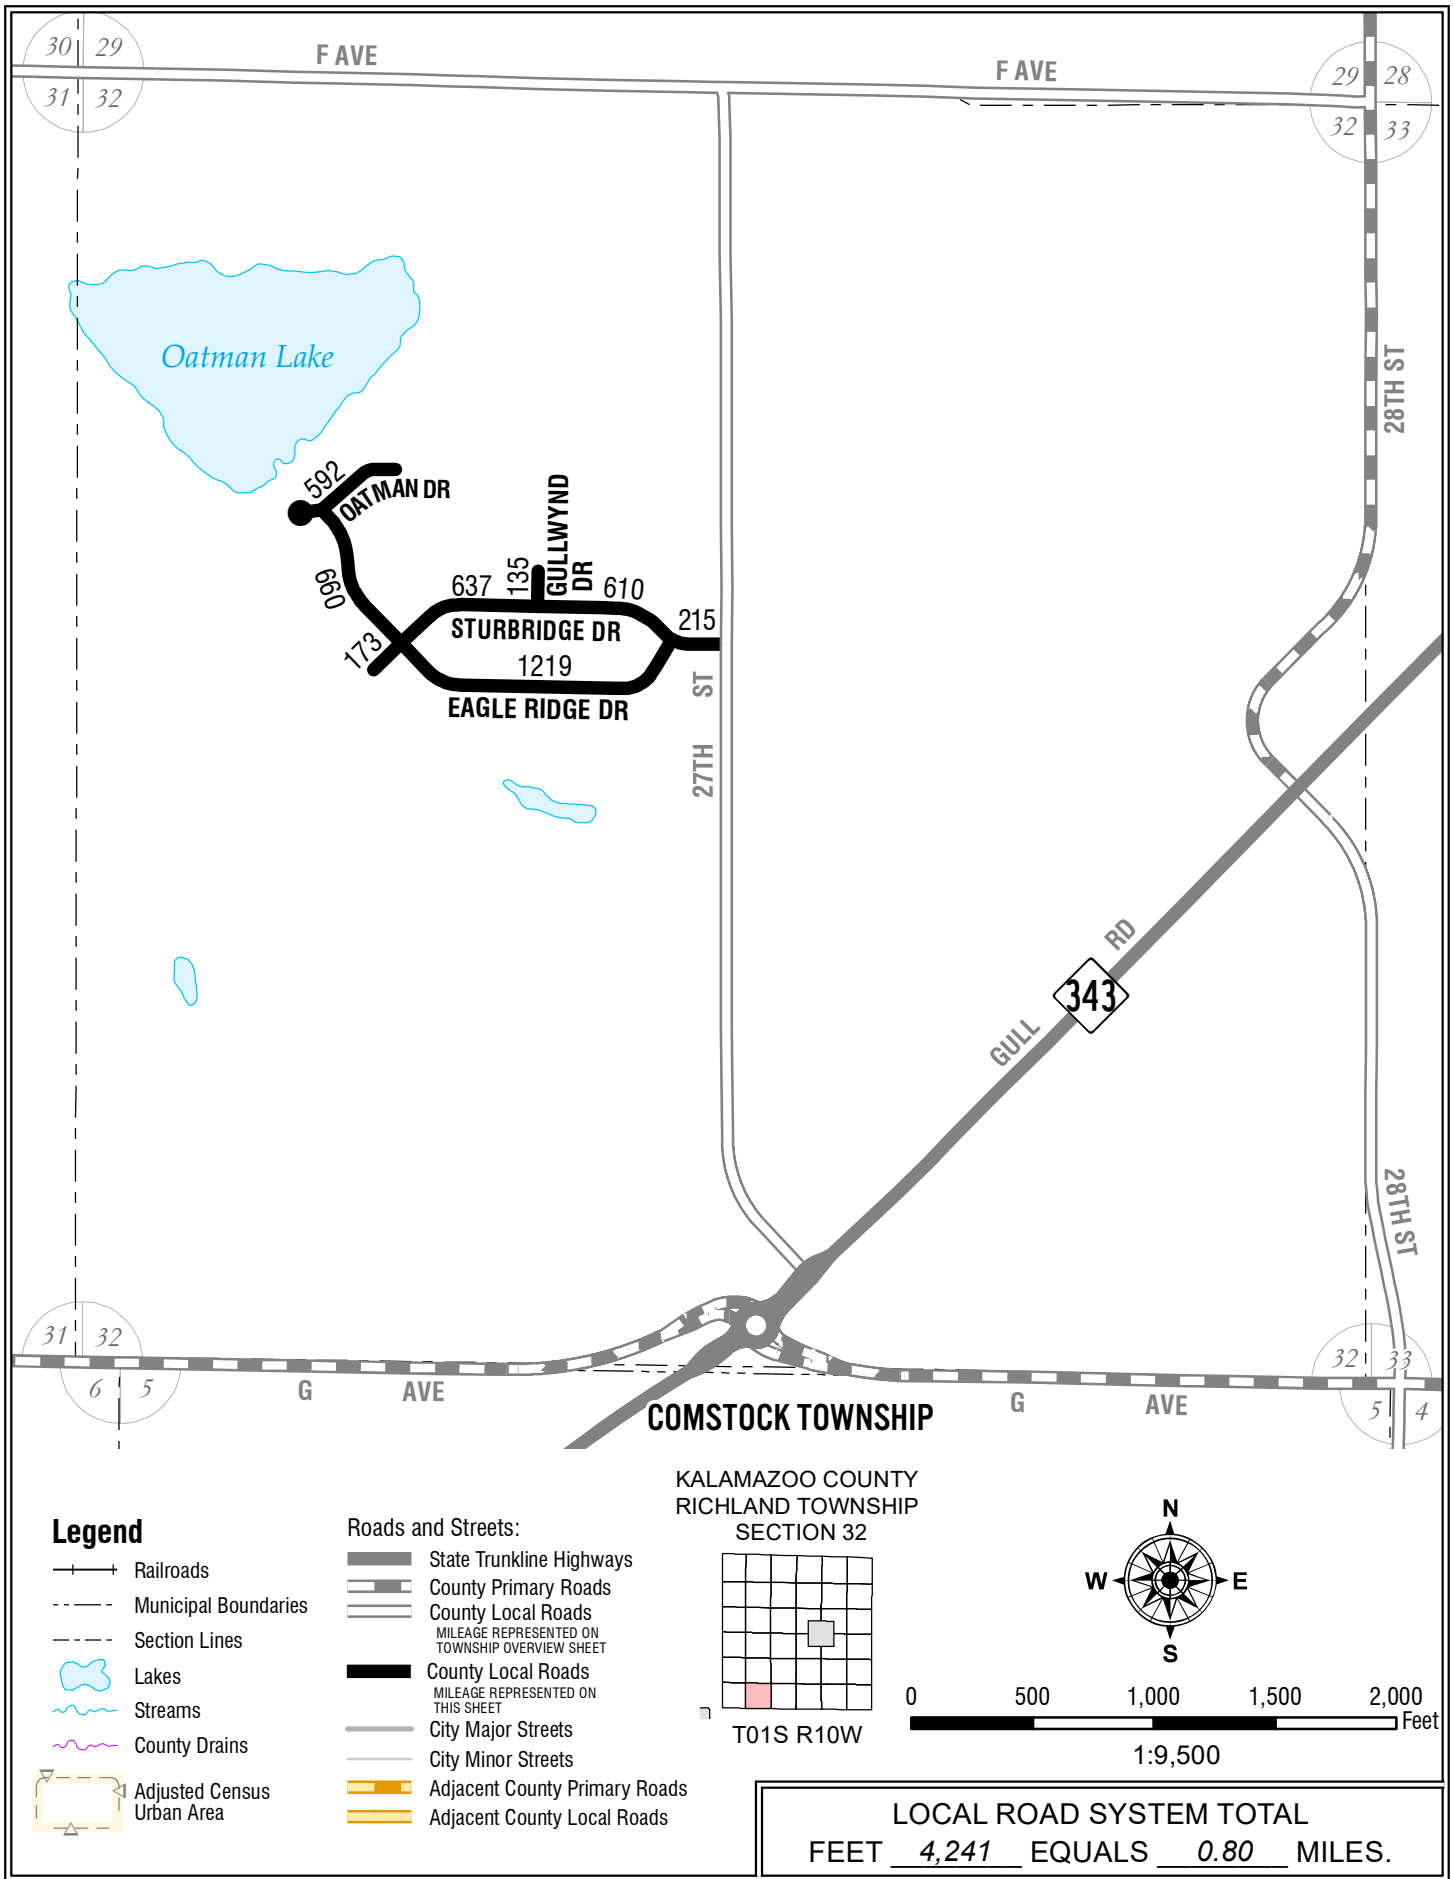 30 29
31 32
F AVE
F AVE
29 28
32 33
Oatman Lake
28TH ST
592
OATMAN DR
660
173
637
135
GULLWYND
DR
610
STURBRIDGE DR
215
1219
EAGLE RIDGE DR
27TH ST
GULL RD
343
28TH ST
31 32
6 5
G AVE
G AVE
32 33
5 4
COMSTOCK TOWNSHIP
KALAMAZOO COUNTY
RICHLAND TOWNSHIP
SECTION 32
T01S R10W
Legend
Railroads
Municipal Boundaries
Section Lines
Lakes
Streams
County Drains
Adjusted Census
Urban Area
Roads and Streets:
State Trunkline Highways
County Primary Roads
County Local Roads
MILEAGE REPRESENTED ON
TOWNSHIP OVERVIEW SHEET
County Local Roads
MILEAGE REPRESENTED ON
THIS SHEET
City Major Streets
City Minor Streets
Adjacent County Primary Roads
Adjacent County Local Roads
N
W E
S
0 500 1,000 1,500 2,000
Feet
1:9,500
LOCAL ROAD SYSTEM TOTAL
FEET 4,241 EQUALS 0.80 MILES.